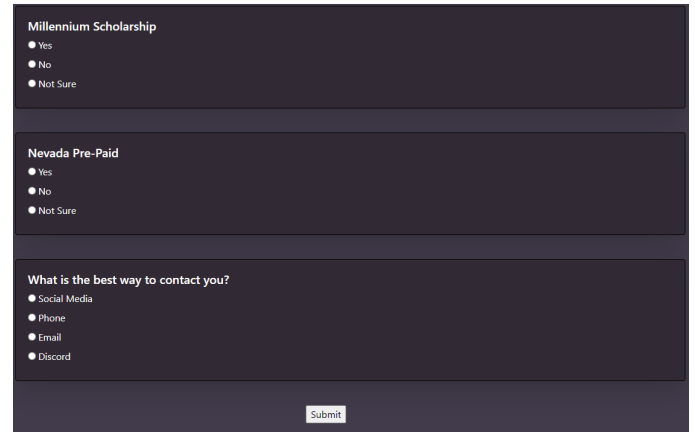 Millennium Scholarship
Yes
No
Not Sure
Nevada Pre-Paid
Yes
No
Not Sure
What is the best way to contact you?
Social Media
Phone
Email
Discord
Submit